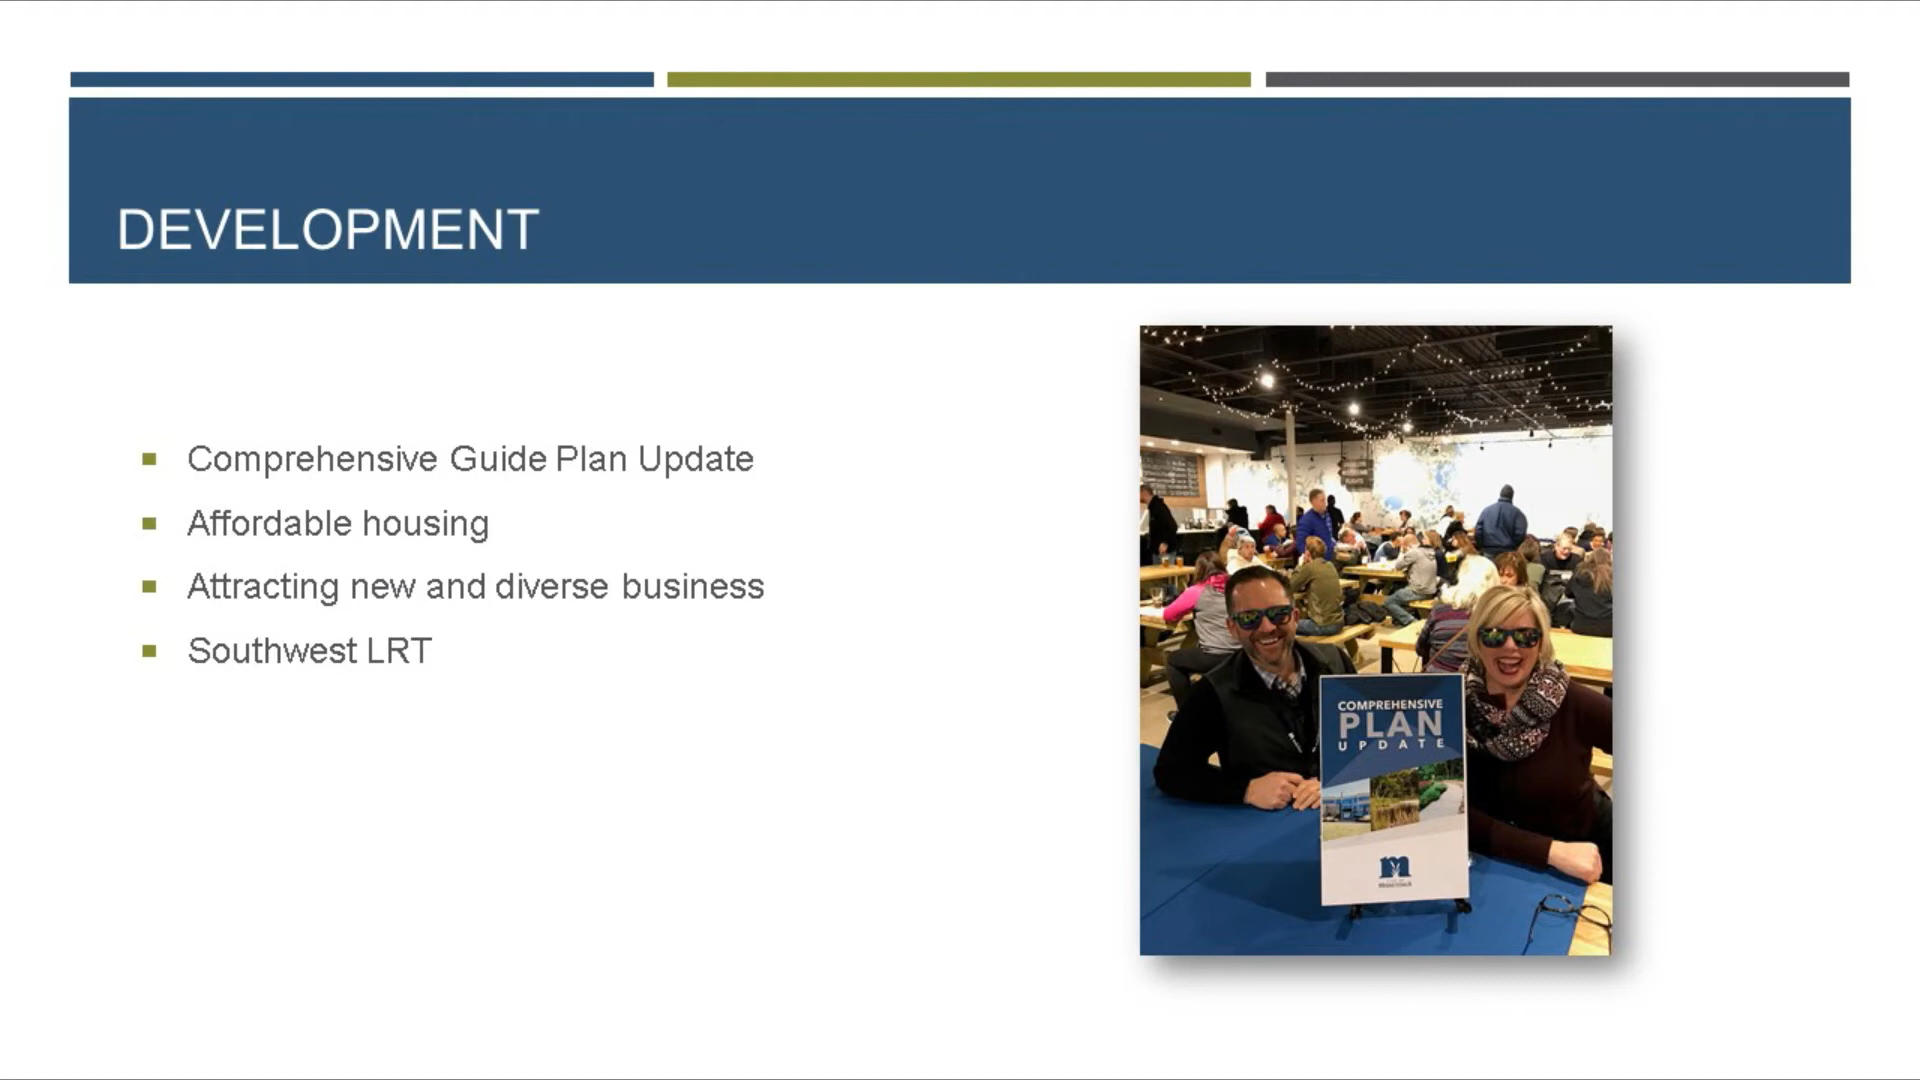 DEVELOPMENT
Comprehensive Guide Plan Update
Affordable housing
Attracting new and diverse business
Southwest LRT
COMPREHENSIVE
PLAN
UPDATE